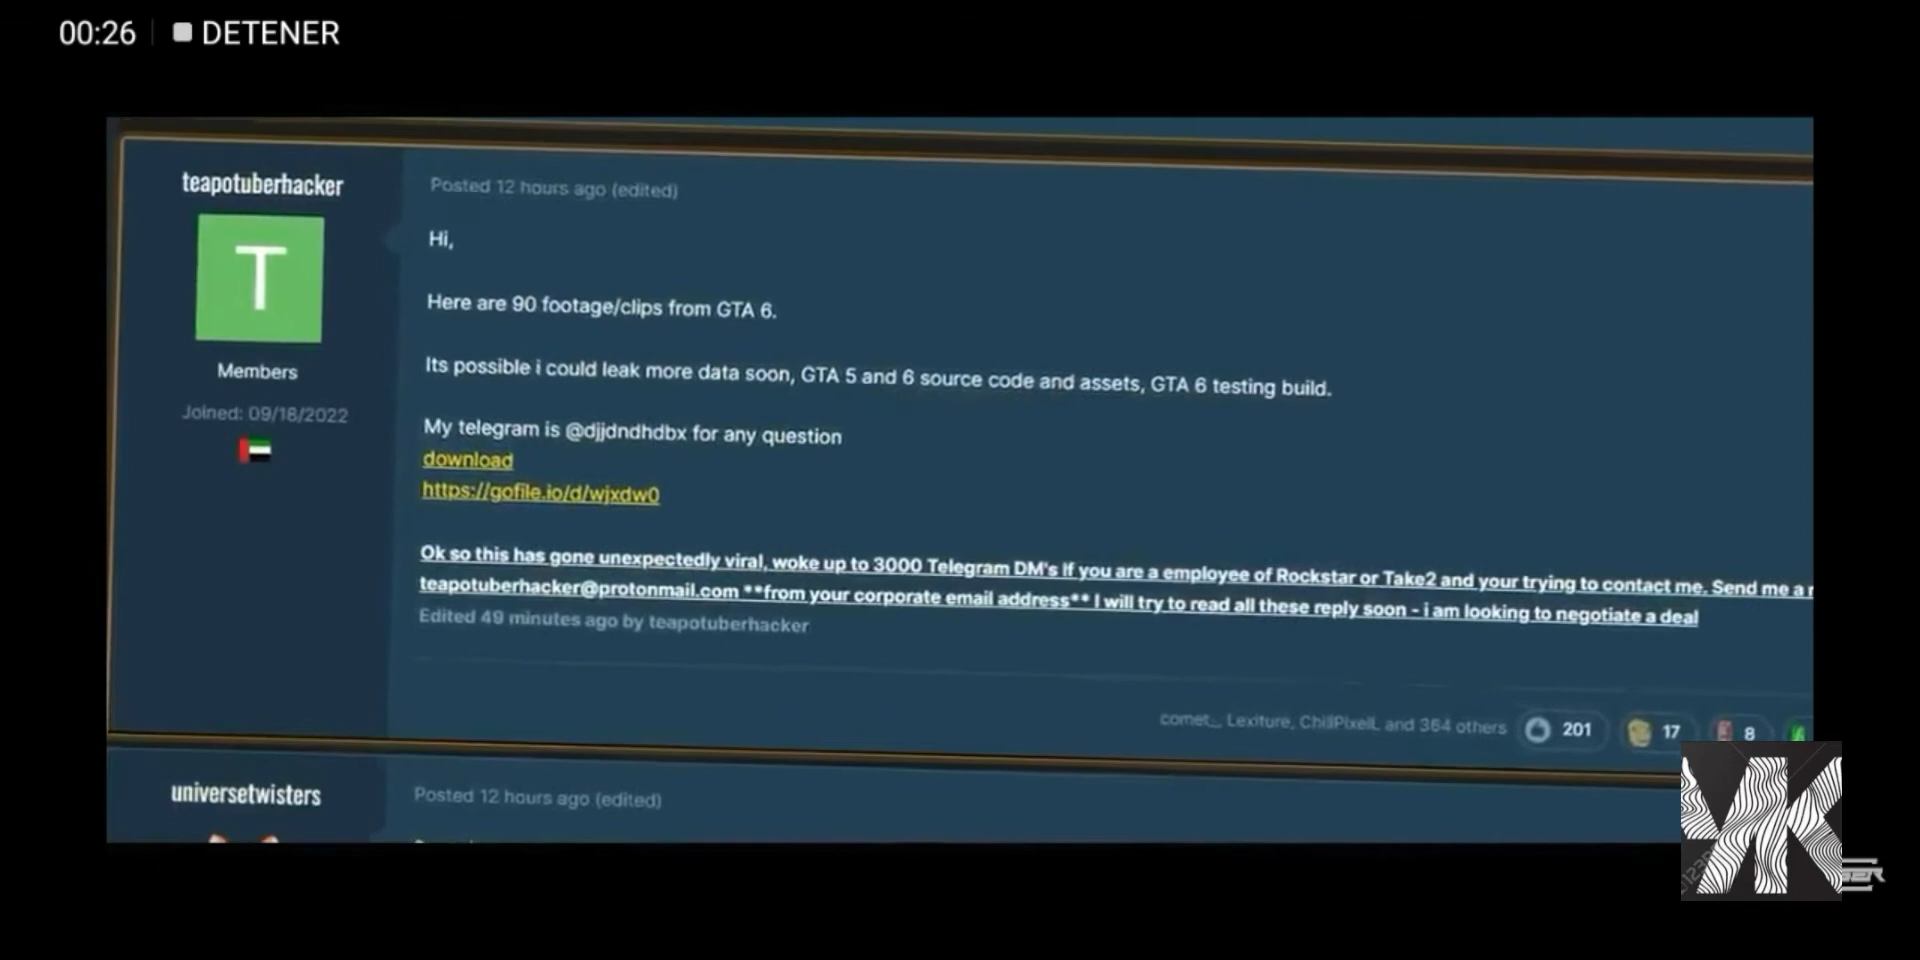 00:26 DETENER
teapotuberhacker
T
Members
Joined: 09/18/2022
Posted 12 hours ago (edited)
Hi,
Here are 90 footage/clips from GTA 6.
Its possible i could leak more data soon, GTA 5 and 6 source code and assets, GTA 6 testing build.
My telegram is @djjdndhdbx for any question
download
https://gofile.io/d/wjxdw0
Ok so this has gone unexpectedly viral, woke up to 3000 Telegram DM's If you are a employee of Rockstar or Take2 and your trying to contact me. Send me a
teapotuberhacker@protonmail.com **from your corporate email address** I will try to read all these reply soon - i am looking to negotiate a deal
Edited 49 minutes ago by teapotuberhacker
comet_, Lexiture, ChillPixelL and 364 others 201 17 8
universetwisters
Posted 12 hours ago (edited)